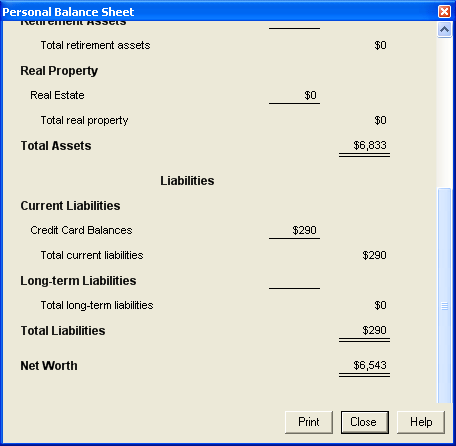 Personal Balance Sheet
Retirement Assets
Total retirement assets $0
Real Property
Real Estate $0
Total real property $0
Total Assets $6,833
Liabilities
Current Liabilities
Credit Card Balances $290
Total current liabilities $290
Long-term Liabilities
Total long-term liabilities $0
Total Liabilities $290
Net Worth $6,543
Print Close Help